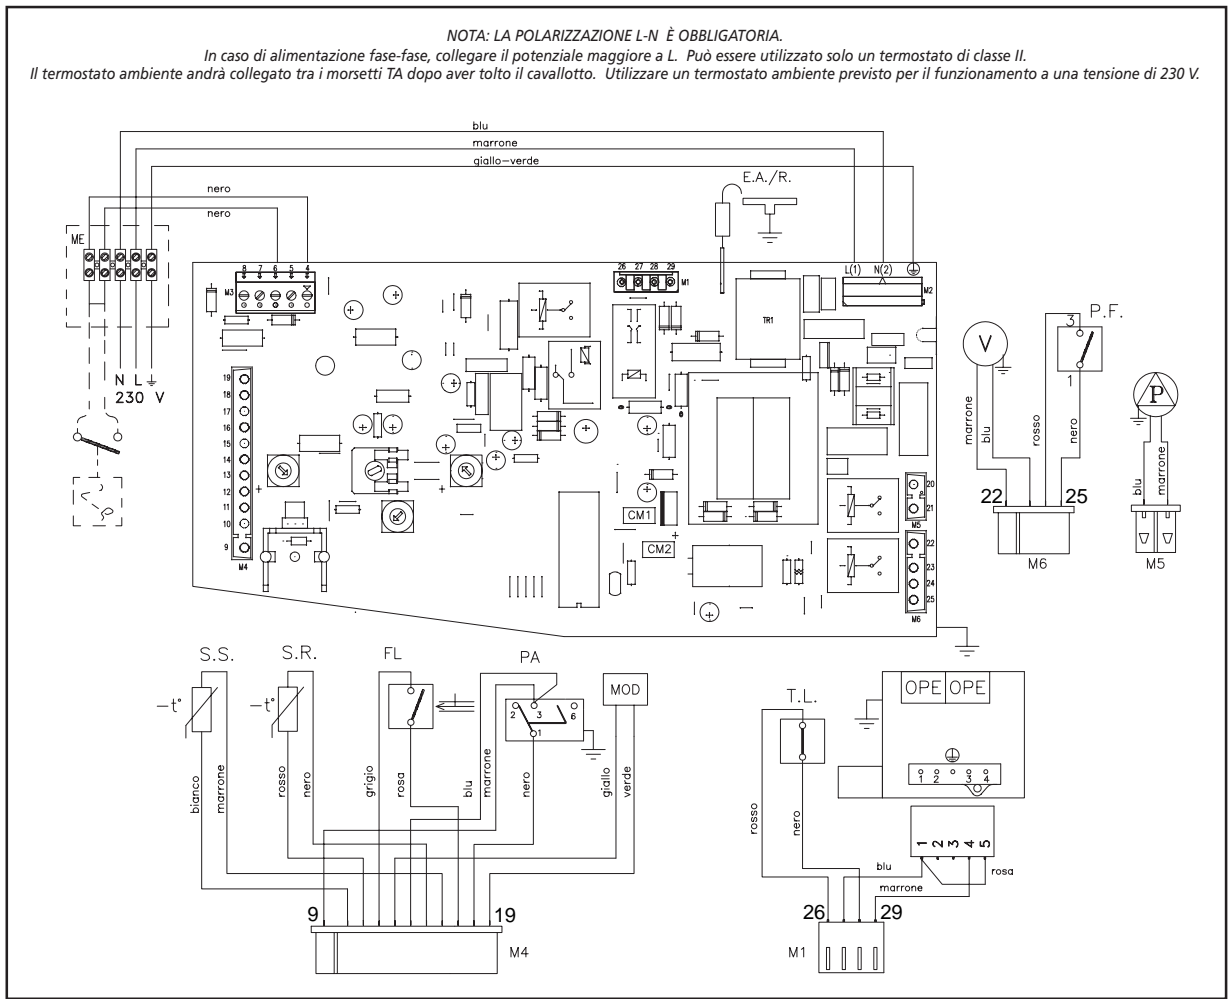 NOTA: LA POLARIZZAZIONE L-N È OBBLIGATORIA.
In caso di alimentazione fase-fase, collegare il potenziale maggiore a L. Può essere utilizzato solo un termostato di classe II.
Il termostato ambiente andrà collegato tra i morsetti TA dopo aver tolto il cavallotto. Utilizzare un termostato ambiente previsto per il funzionamento a una tensione di 230 V.
blu
marrone
giallo-verde
nero
nero
E.A./R.
ME
8 7 6 5 4
M3
26 27 28 29
M1
L(1) N(2)
M2
TR1
N L
230 V
19
18
17
16
15
14
13
12
11
10
9
M4
CM1
CM2
20
21
M5
22
23
24
25
M6
V
marrone
blu
rosso
nero
3
1
P.F.
22 25
M6
P
blu
marrone
M5
S.S.
-t°
bianco
marrone
S.R.
-t°
rosso
nero
FL
grigio
rosa
PA
2 3 6
1
blu
marrone
nero
MOD
giallo
verde
9 19
M4
T.L.
rosso
nero
OPE OPE
1 2 3 4
1 2 3 4 5
blu
rosa
marrone
26 29
M1